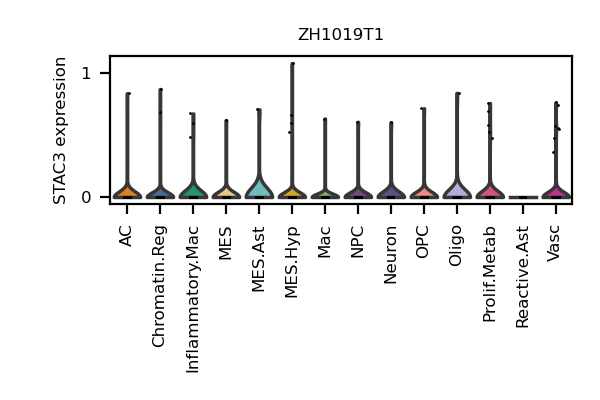 ZH1019T1
STAC3 expression
1
0
AC
Chromatin.Reg
Inflammatory.Mac
MES
MES.Ast
MES.Hyp
Mac
NPC
Neuron
OPC
Oligo
Prolif.Metab
Reactive.Ast
Vasc